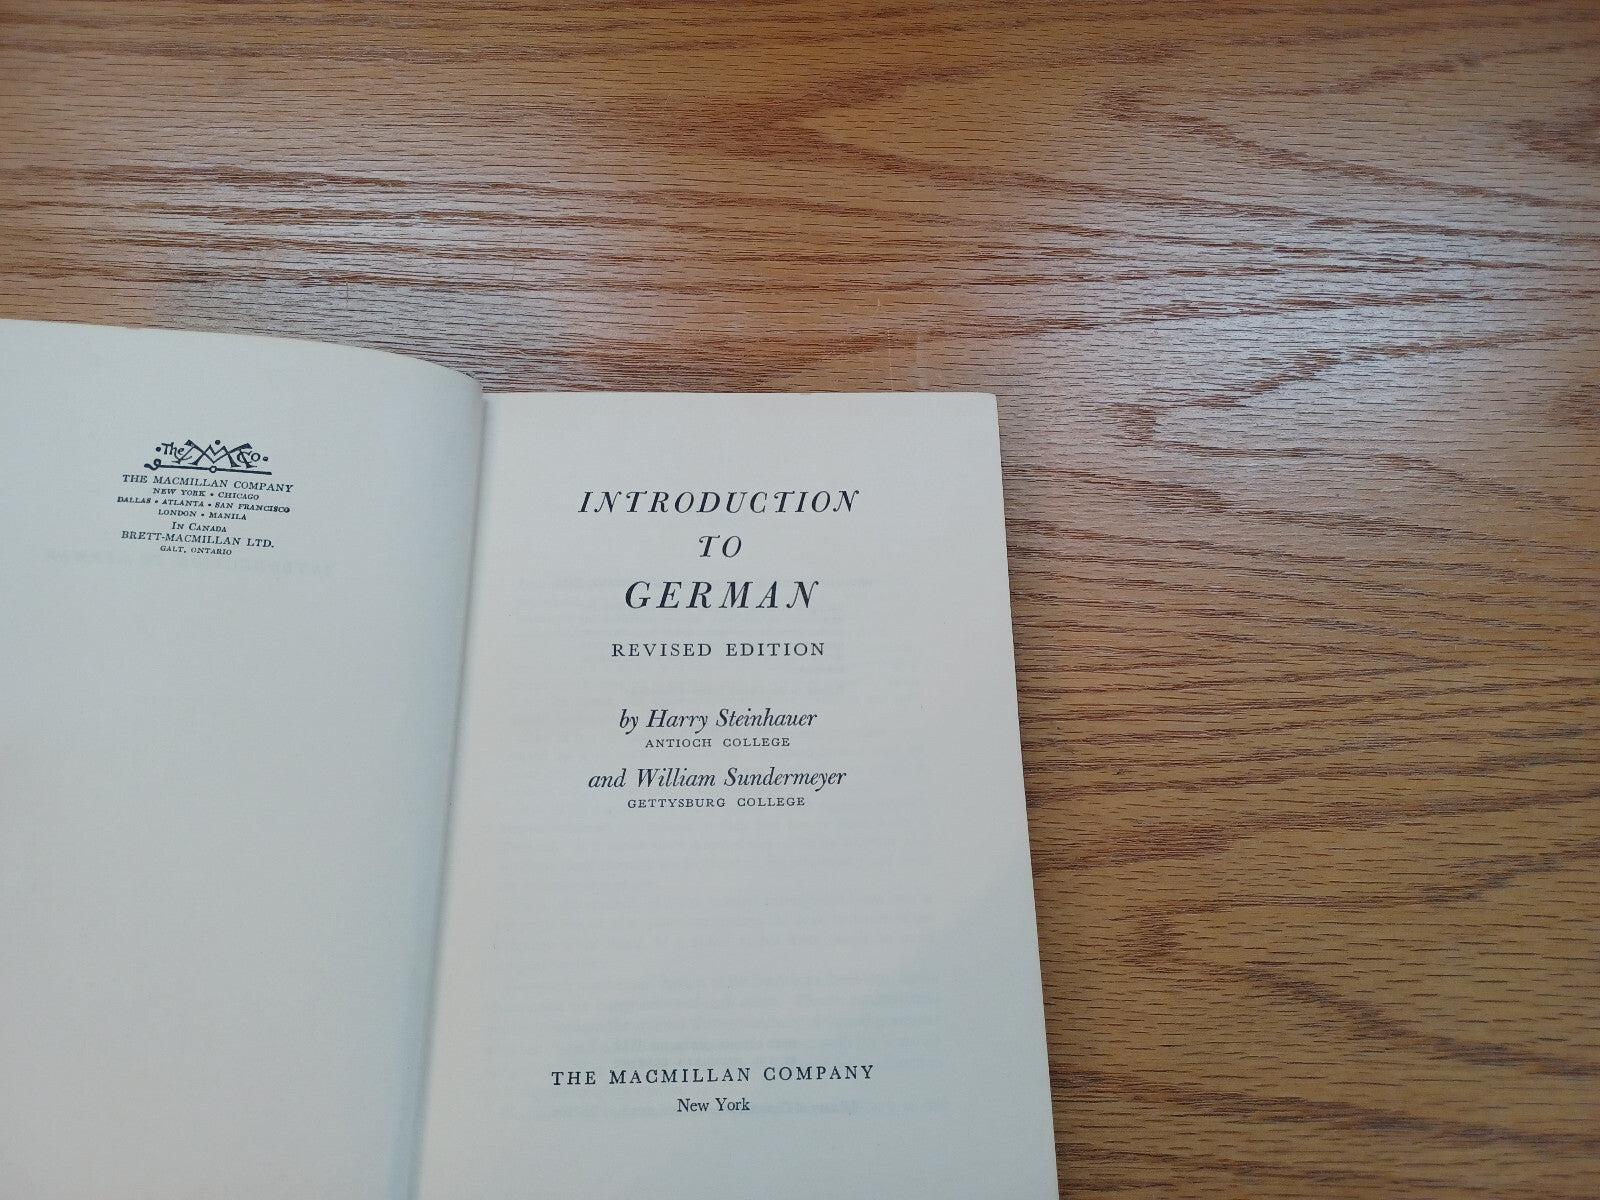 The M Co
THE MACMILLAN COMPANY
NEW YORK • CHICAGO
DALLAS • ATLANTA • SAN FRANCISCO
LONDON • MANILA
IN CANADA
BRETT-MACMILLAN LTD.
GALT, ONTARIO
INTRODUCTION
TO
GERMAN
REVISED EDITION
by Harry Steinhauer
ANTIOCH COLLEGE
and William Sundermeyer
GETTYSBURG COLLEGE
THE MACMILLAN COMPANY
New York